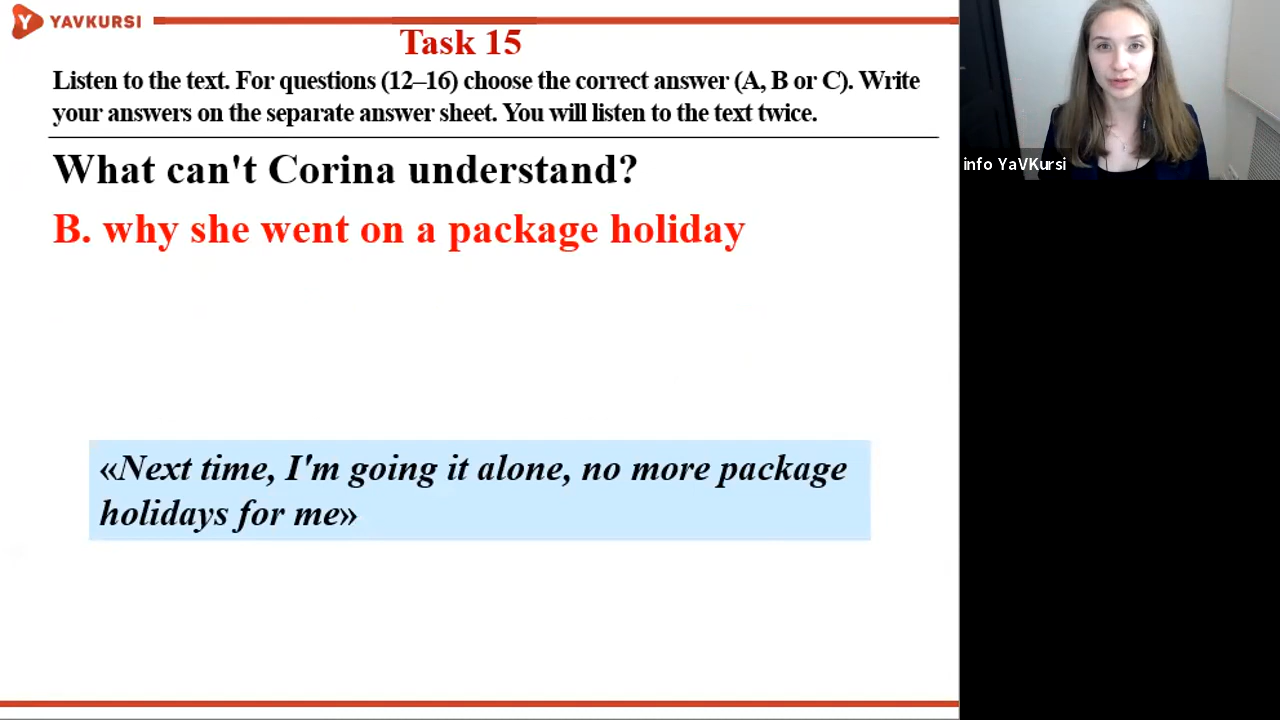 YAVKURSI
Task 15
Listen to the text. For questions (12–16) choose the correct answer (A, B or C). Write
your answers on the separate answer sheet. You will listen to the text twice.
What can't Corina understand?
B. why she went on a package holiday
«Next time, I'm going it alone, no more package
holidays for me»
info YaVKursi